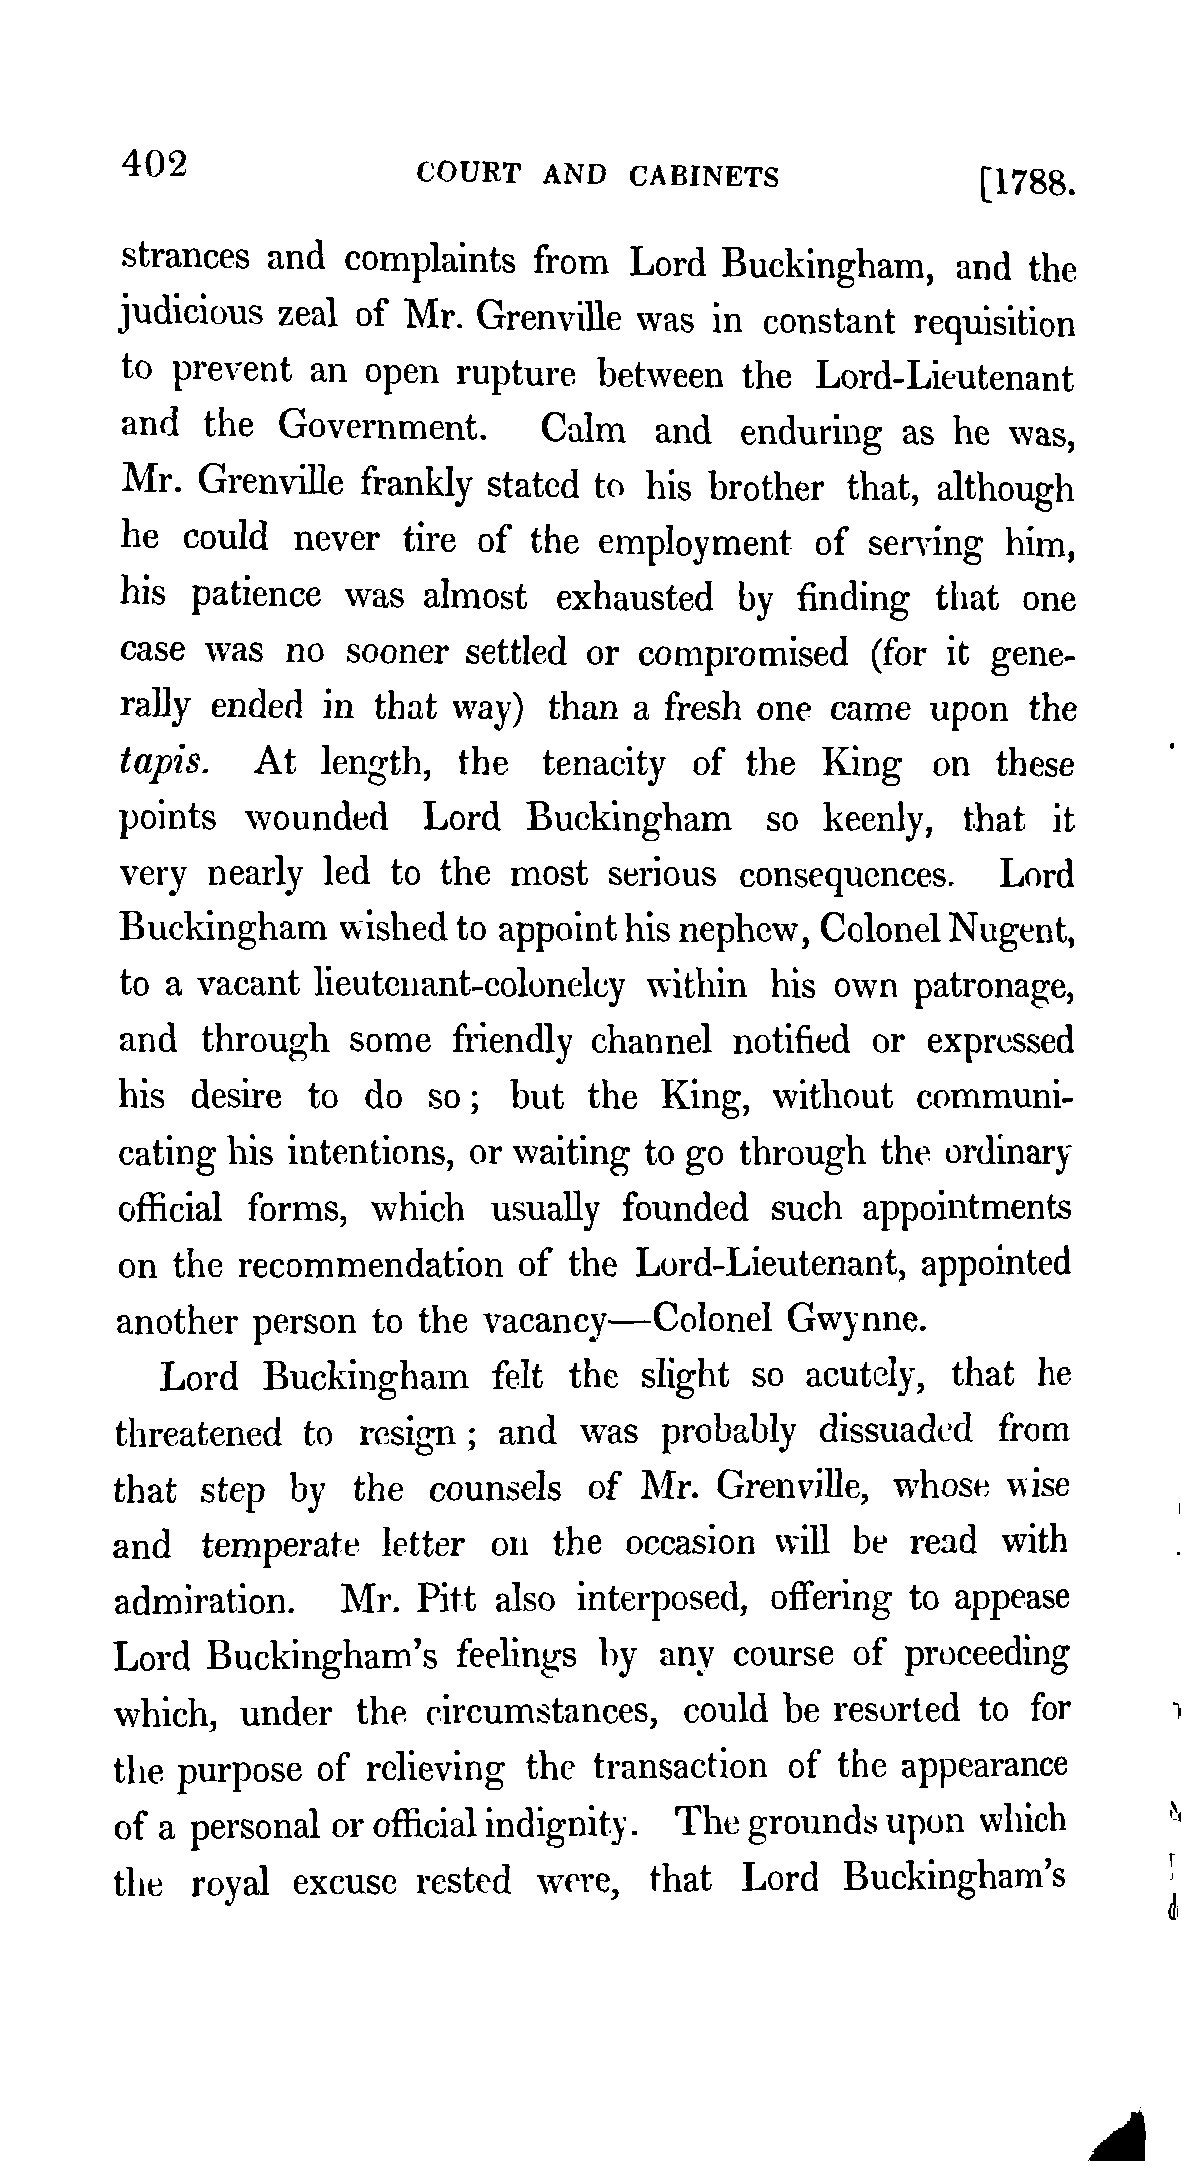 402 COURT AND CABINETS [1788.
strances and complaints from Lord Buckingham, and the
judicious zeal of Mr. Grenville was in constant requisition
to prevent an open rupture between the Lord-Lieutenant
and the Government. Calm and enduring as he was,
Mr. Grenville frankly stated to his brother that, although
he could never tire of the employment of serving him,
his patience was almost exhausted by finding that one
case was no sooner settled or compromised (for it gene-
rally ended in that way) than a fresh one came upon the
tapis. At length, the tenacity of the King on these
points wounded Lord Buckingham so keenly, that it
very nearly led to the most serious consequences. Lord
Buckingham wished to appoint his nephew, Colonel Nugent,
to a vacant lieutenant-colonelcy within his own patronage,
and through some friendly channel notified or expressed
his desire to do so; but the King, without communi-
cating his intentions, or waiting to go through the ordinary
official forms, which usually founded such appointments
on the recommendation of the Lord-Lieutenant, appointed
another person to the vacancy—Colonel Gwynne.
Lord Buckingham felt the slight so acutely, that he
threatened to resign; and was probably dissuaded from
that step by the counsels of Mr. Grenville, whose wise
and temperate letter on the occasion will be read with
admiration. Mr. Pitt also interposed, offering to appease
Lord Buckingham's feelings by any course of proceeding
which, under the circumstances, could be resorted to for
the purpose of relieving the transaction of the appearance
of a personal or official indignity. The grounds upon which
the royal excuse rested were, that Lord Buckingham's